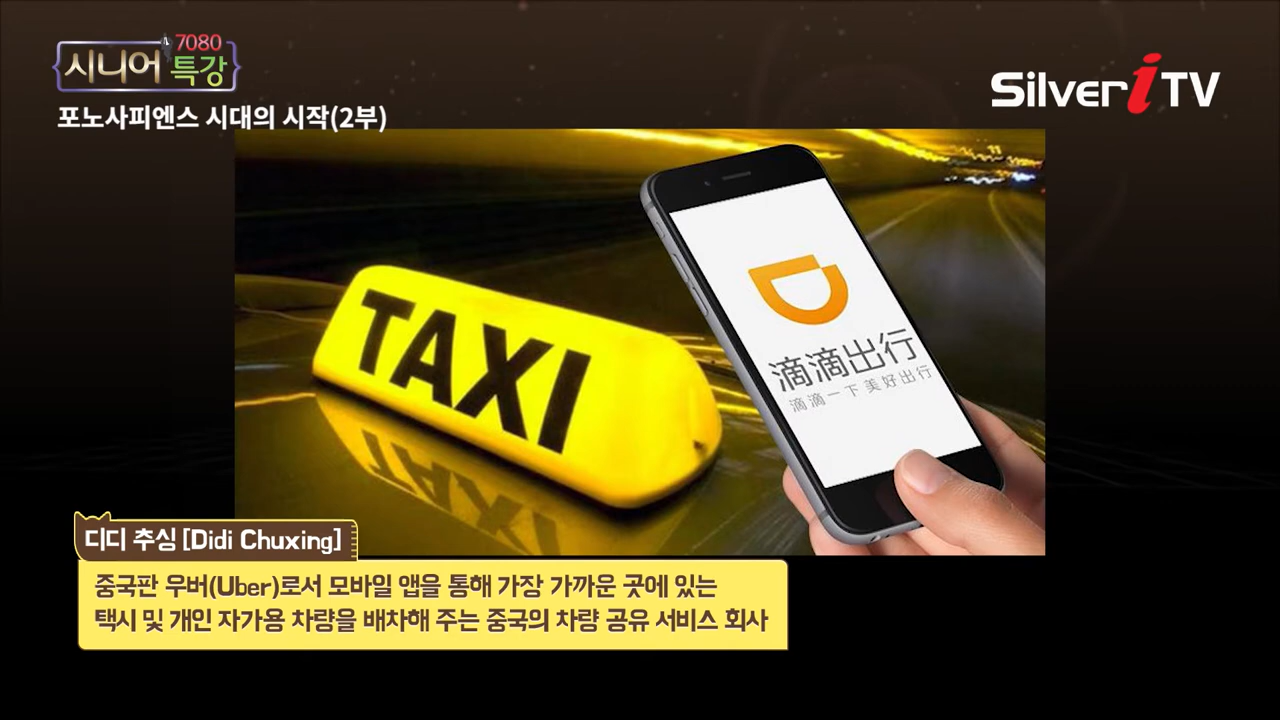 7080
시니어 특강
포노사피엔스 시대의 시작(2부)
Silver i TV
TAXI
滴滴出行
滴滴一下 美好出行
디디 추싱 [Didi Chuxing]
중국판 우버(Uber)로서 모바일 앱을 통해 가장 가까운 곳에 있는
택시 및 개인 자가용 차량을 배차해 주는 중국의 차량 공유 서비스 회사